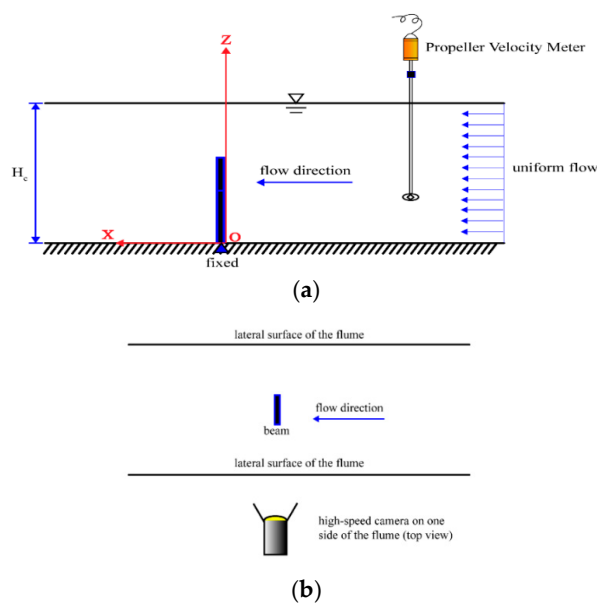 Z
Propeller Velocity Meter
H_c
flow direction
uniform flow
X
O
fixed
(a)
lateral surface of the flume
flow direction
beam
lateral surface of the flume
high-speed camera on one
side of the flume (top view)
(b)